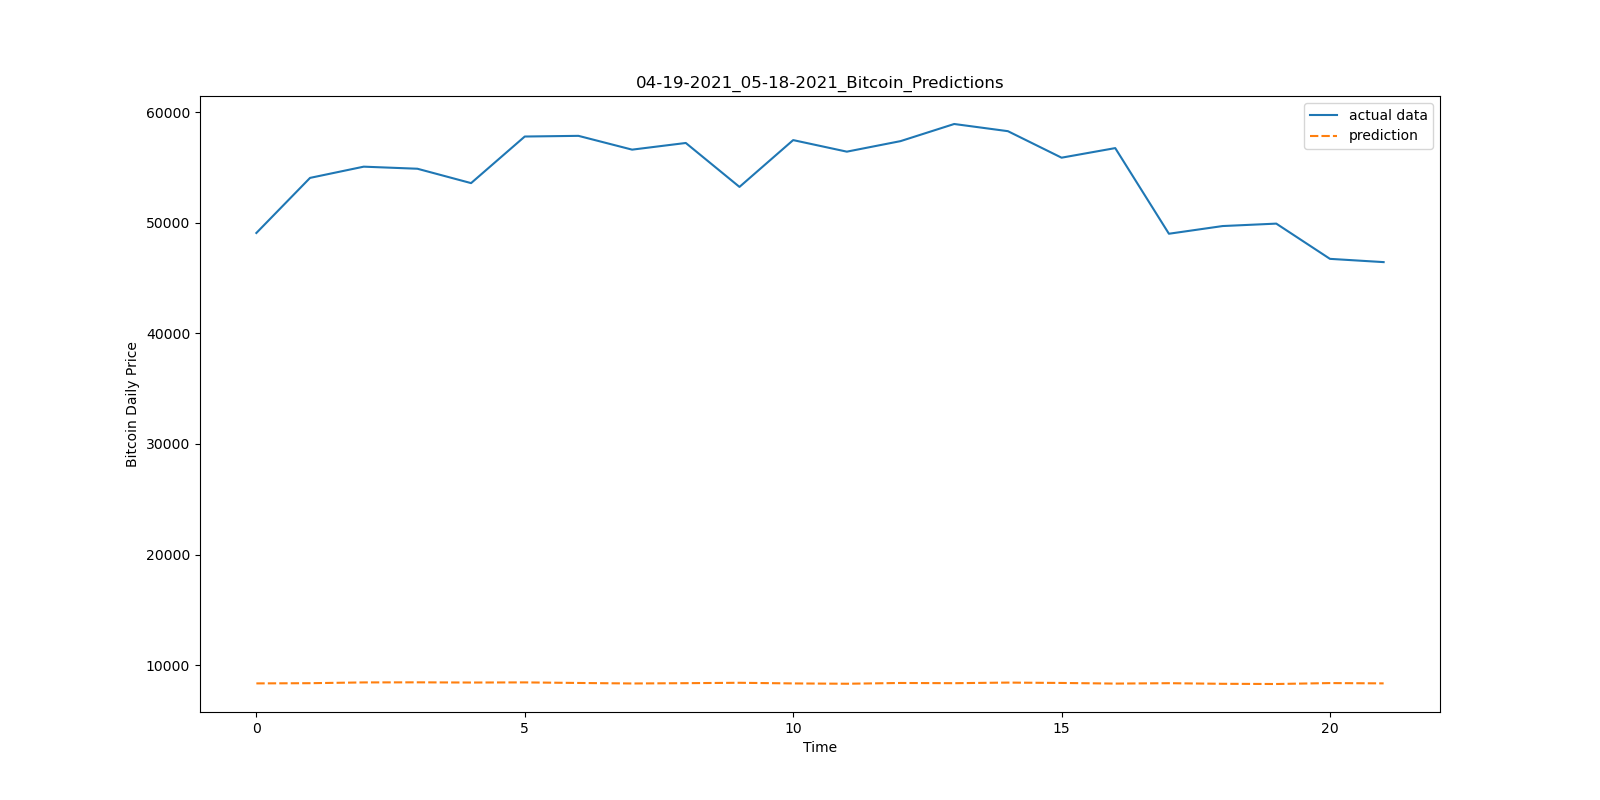 04-19-2021_05-18-2021_Bitcoin_Predictions
60000
50000
40000
30000
20000
10000
Bitcoin Daily Price
actual data
prediction
0 5 10 15 20
Time